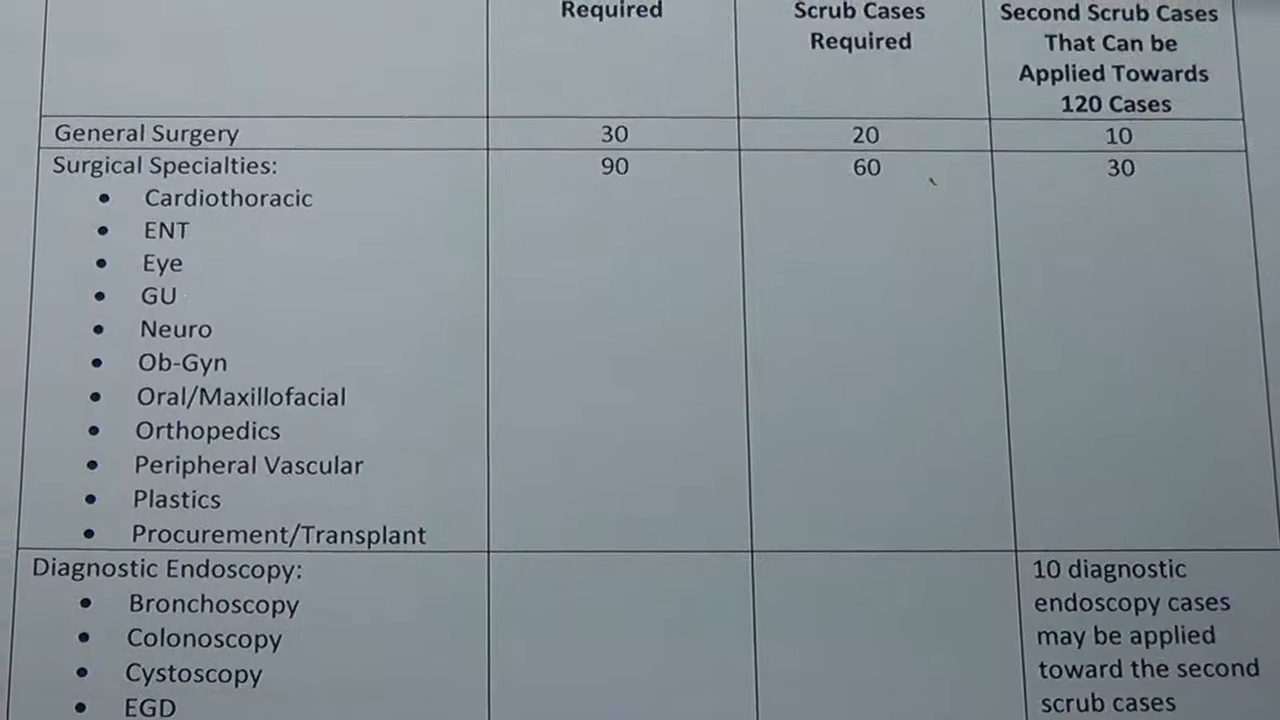 Required
Scrub Cases
Required
Second Scrub Cases
That Can be
Applied Towards
120 Cases
General Surgery 30 20 10
Surgical Specialties: 90 60 30
• Cardiothoracic
• ENT
• Eye
• GU
• Neuro
• Ob-Gyn
• Oral/Maxillofacial
• Orthopedics
• Peripheral Vascular
• Plastics
• Procurement/Transplant
Diagnostic Endoscopy:
• Bronchoscopy
• Colonoscopy
• Cystoscopy
• EGD
10 diagnostic
endoscopy cases
may be applied
toward the second
scrub cases